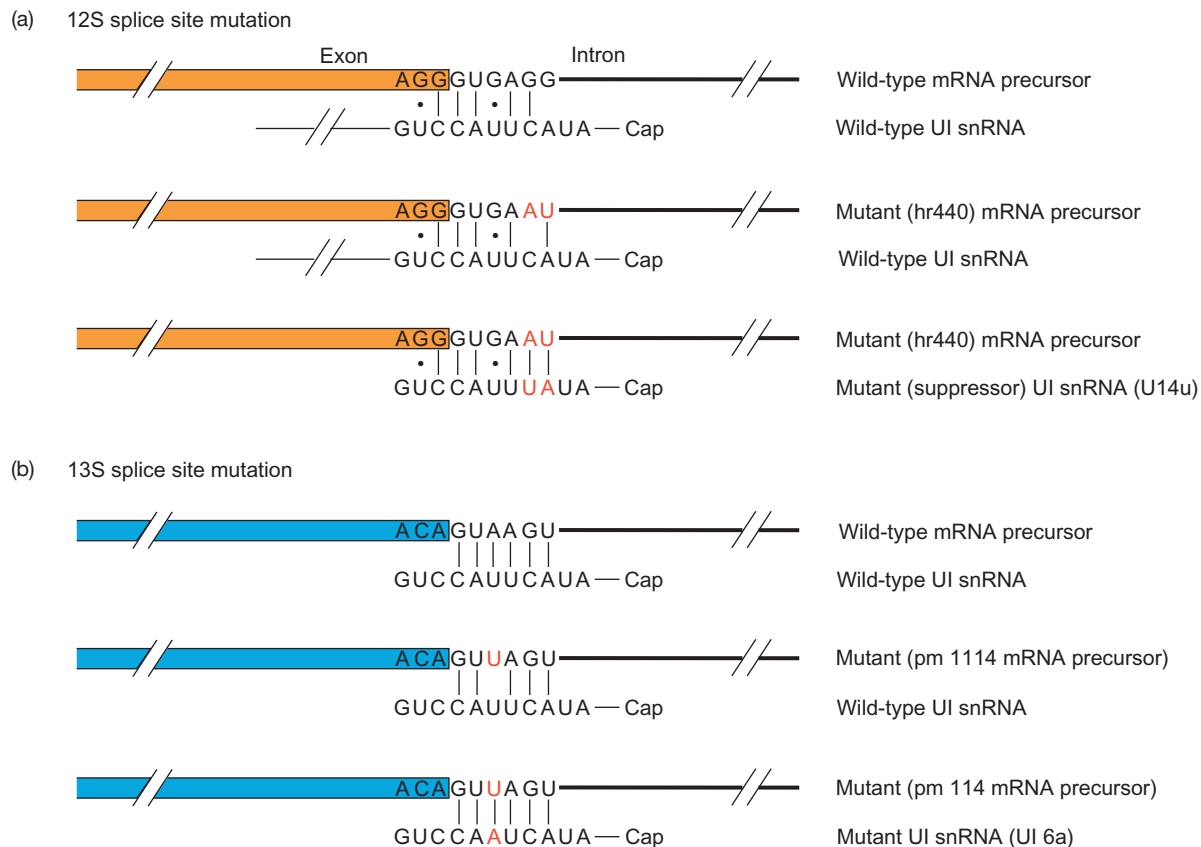 (a) 12S splice site mutation
Exon Intron
AGGGUGAGG Wild-type mRNA precursor
GUCCAUUCAUA — Cap Wild-type UI snRNA
AGGGUGAAU Mutant (hr440) mRNA precursor
GUCCAUUCAUA — Cap Wild-type UI snRNA
AGGGUGAAU Mutant (hr440) mRNA precursor
GUCCAUUUAUA — Cap Mutant (suppressor) UI snRNA (U14u)
(b) 13S splice site mutation
ACAGUAAGU Wild-type mRNA precursor
GUCCAUUCAUA — Cap Wild-type UI snRNA
ACAGUUAGU Mutant (pm 1114 mRNA precursor)
GUCCAUUCAUA — Cap Wild-type UI snRNA
ACAGUUAGU Mutant (pm 114 mRNA precursor)
GUCCAAUCAUA — Cap Mutant UI snRNA (UI 6a)